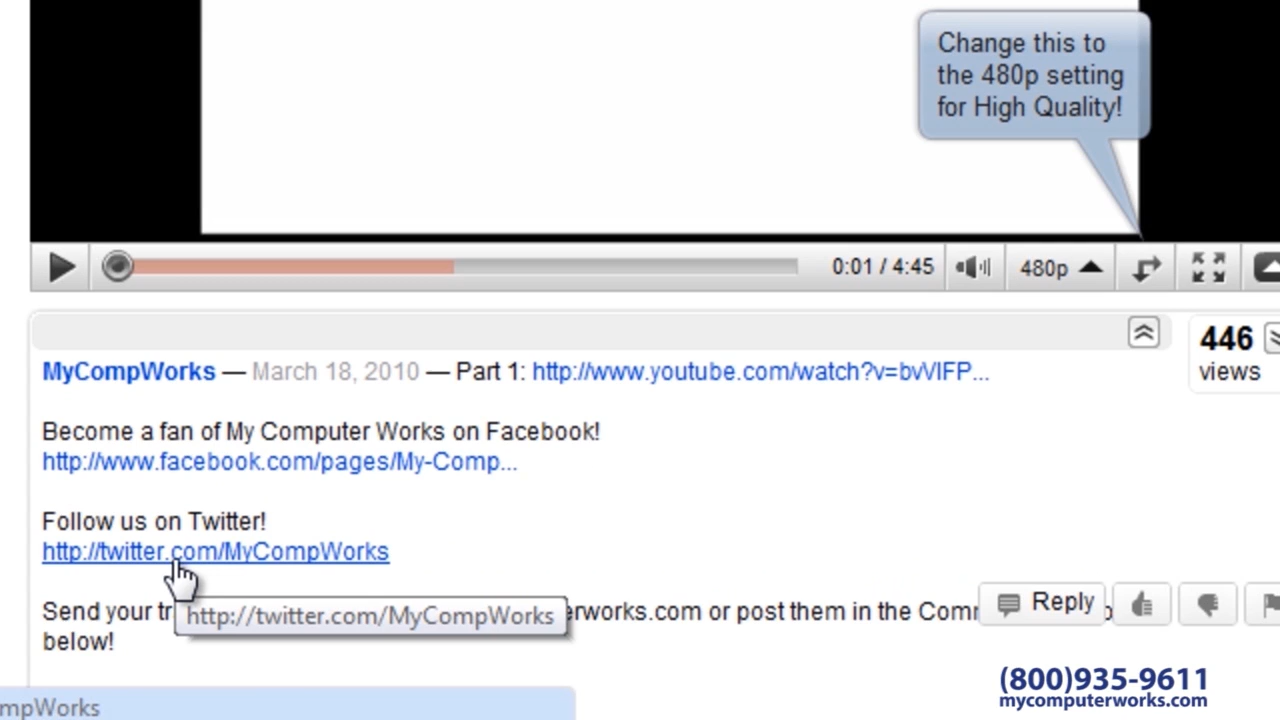 Change this to
the 480p setting
for High Quality!
0:01 / 4:45
480p
446
views
MyCompWorks — March 18, 2010 — Part 1: http://www.youtube.com/watch?v=bvVIFP...
Become a fan of My Computer Works on Facebook!
http://www.facebook.com/pages/My-Comp...
Follow us on Twitter!
http://twitter.com/MyCompWorks
Send your tr
http://twitter.com/MyCompWorks
erworks.com or post them in the Comm
Reply
below!
mpWorks
(800)935-9611
mycomputerworks.com